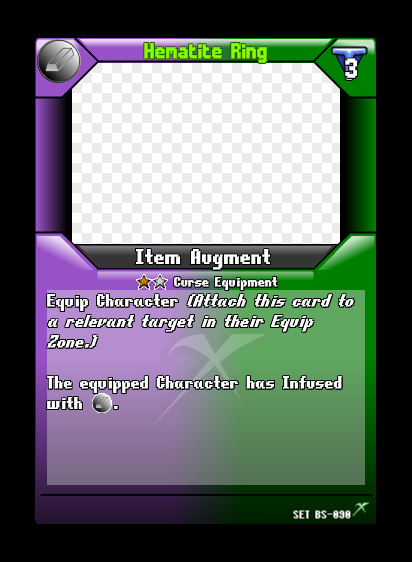 Hematite Ring
3
Item Augment
Curse Equipment
Equip Character (Attach this card to
a relevant target in their Equip
Zone.)
The equipped Character has Infused
with .
SET BS-090